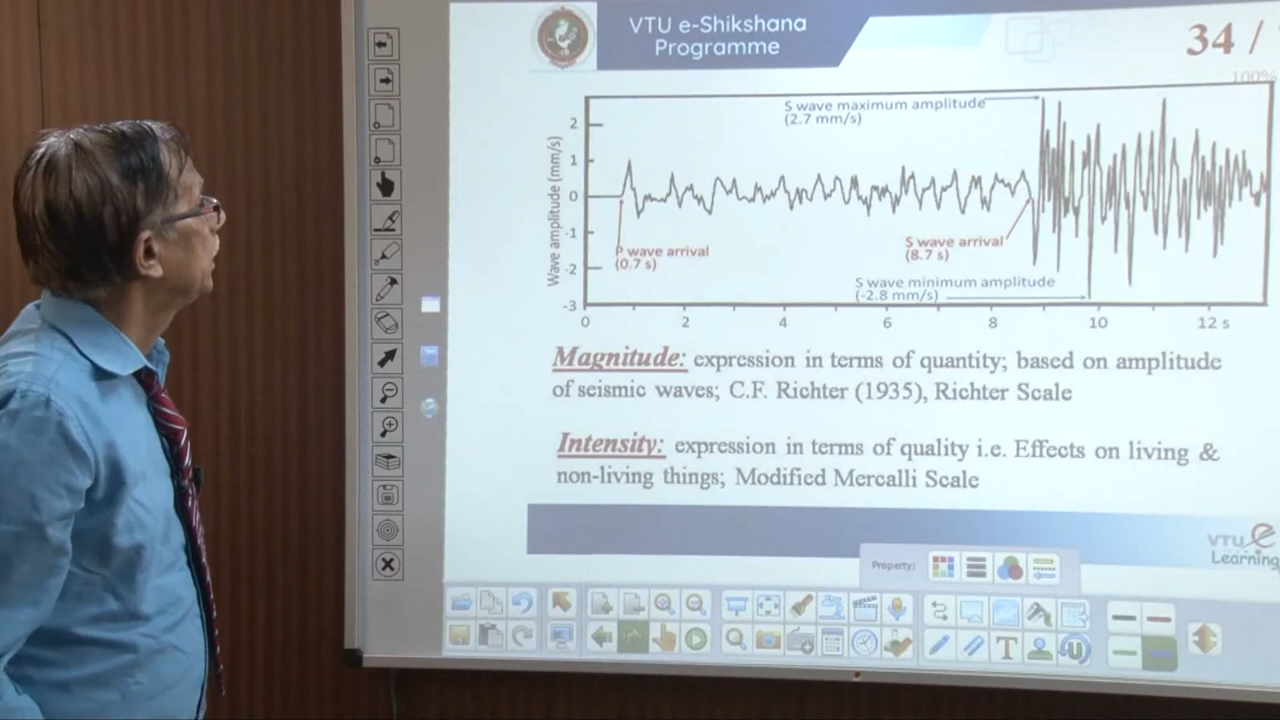 VTU e-Shikshana
Programme
34 /
100%
S wave maximum amplitude
(2.7 mm/s)
Wave amplitude (mm/s)
2
1
0
-1
-2
-3
P wave arrival
(0.7 s)
S wave arrival
(8.7 s)
S wave minimum amplitude
(-2.8 mm/s)
0 2 4 6 8 10 12 s
Magnitude: expression in terms of quantity; based on amplitude
of seismic waves; C.F. Richter (1935), Richter Scale
Intensity: expression in terms of quality i.e. Effects on living &
non-living things; Modified Mercalli Scale
VTU e
Learning
Property:
T